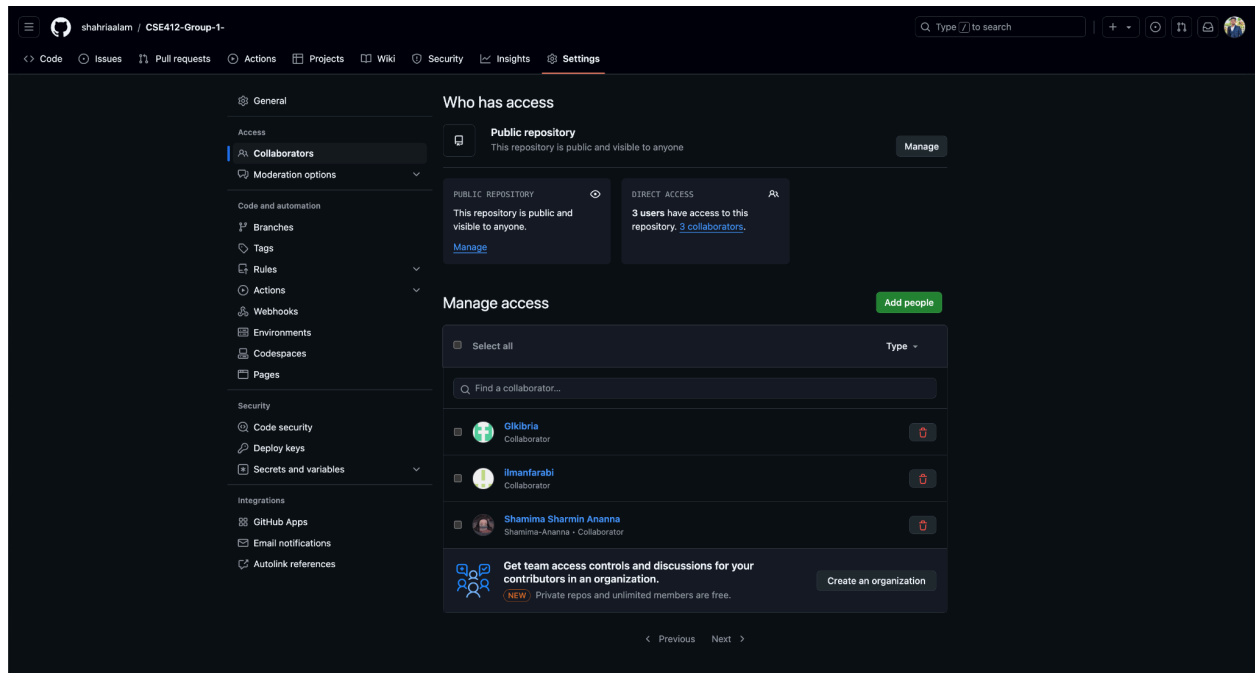 shahriaalam / CSE412-Group-1-
Type / to search
Code Issues Pull requests Actions Projects Wiki Security Insights Settings
General
Access
Collaborators
Moderation options
Code and automation
Branches
Tags
Rules
Actions
Webhooks
Environments
Codespaces
Pages
Security
Code security
Deploy keys
Secrets and variables
Integrations
GitHub Apps
Email notifications
Autolink references
Who has access
Public repository
This repository is public and visible to anyone
Manage
PUBLIC REPOSITORY
This repository is public and
visible to anyone.
Manage
DIRECT ACCESS
3 users have access to this
repository. 3 collaborators.
Manage access
Add people
Select all
Type
Find a collaborator...
GIkibria
Collaborator
ilmanfarabi
Collaborator
Shamima Sharmin Ananna
Shamima-Ananna • Collaborator
Get team access controls and discussions for your
contributors in an organization.
NEW Private repos and unlimited members are free.
Create an organization
Previous Next